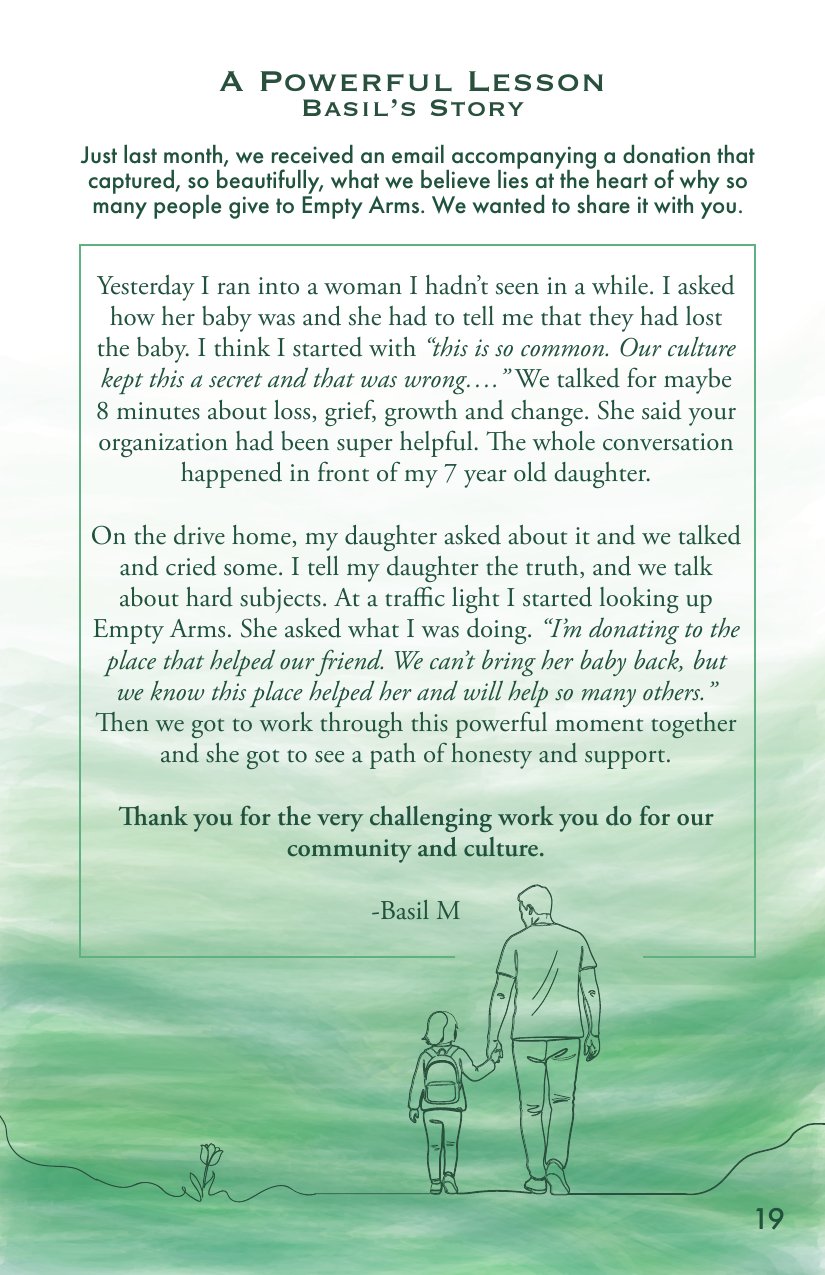 A Powerful Lesson
Basil's Story
Just last month, we received an email accompanying a donation that
captured, so beautifully, what we believe lies at the heart of why so
many people give to Empty Arms. We wanted to share it with you.
Yesterday I ran into a woman I hadn't seen in a while. I asked
how her baby was and she had to tell me that they had lost
the baby. I think I started with “this is so common. Our culture
kept this a secret and that was wrong….” We talked for maybe
8 minutes about loss, grief, growth and change. She said your
organization had been super helpful. The whole conversation
happened in front of my 7 year old daughter.
On the drive home, my daughter asked about it and we talked
and cried some. I tell my daughter the truth, and we talk
about hard subjects. At a traffic light I started looking up
Empty Arms. She asked what I was doing. “I'm donating to the
place that helped our friend. We can't bring her baby back, but
we know this place helped her and will help so many others.”
Then we got to work through this powerful moment together
and she got to see a path of honesty and support.
Thank you for the very challenging work you do for our
community and culture.
-Basil M
19